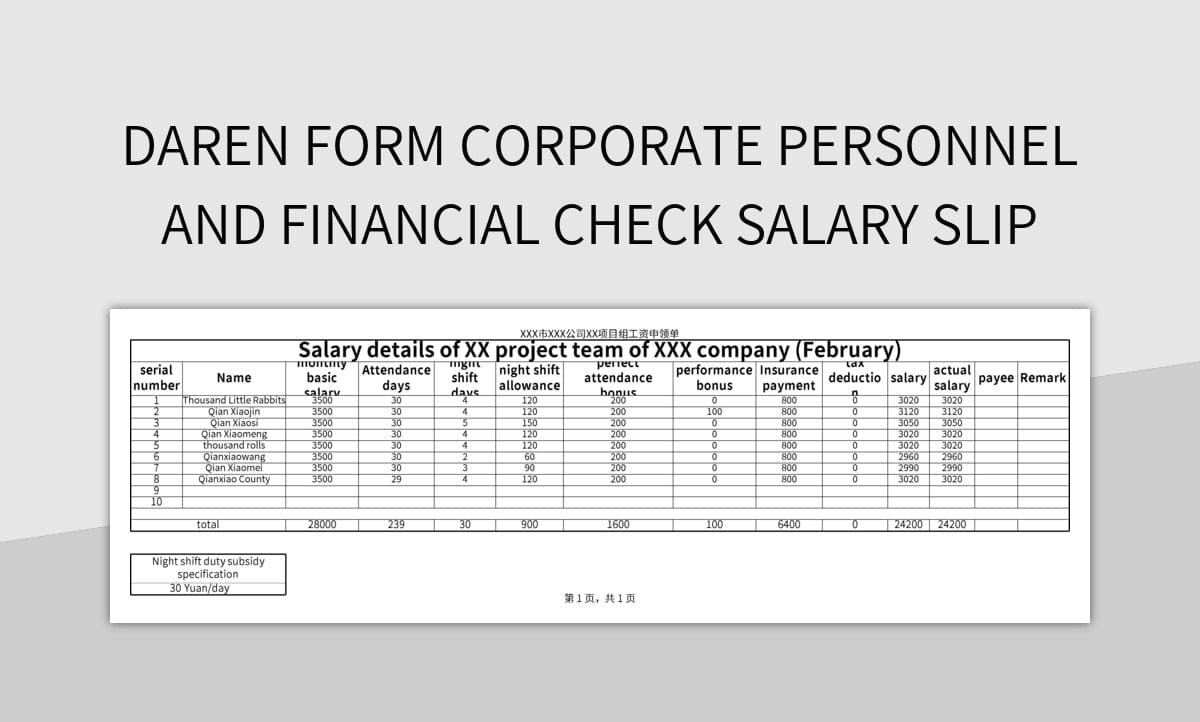 DAREN FORM CORPORATE PERSONNEL
AND FINANCIAL CHECK SALARY SLIP
XXX市XXX公司XX项目组工资申领单
Salary details of XX project team of XXX company (February)
serial number Name monthly basic salary Attendance days night shift days night shift allowance perfect attendance bonus performance bonus Insurance payment tax deductio n salary actual salary payee Remark
1 Thousand Little Rabbits 3500 30 4 120 200 0 800 0 3020 3020
2 Qian Xiaojin 3500 30 4 120 200 100 800 0 3120 3120
3 Qian Xiaosi 3500 30 5 150 200 0 800 0 3050 3050
4 Qian Xiaomeng 3500 30 4 120 200 0 800 0 3020 3020
5 thousand rolls 3500 30 4 120 200 0 800 0 3020 3020
6 Qianxiaowang 3500 30 2 60 200 0 800 0 2960 2960
7 Qian Xiaomei 3500 30 3 90 200 0 800 0 2990 2990
8 Qianxiao County 3500 29 4 120 200 0 800 0 3020 3020
9
10
total 28000 239 30 900 1600 100 6400 0 24200 24200
Night shift duty subsidy
specification
30 Yuan/day
第 1 页，共 1 页